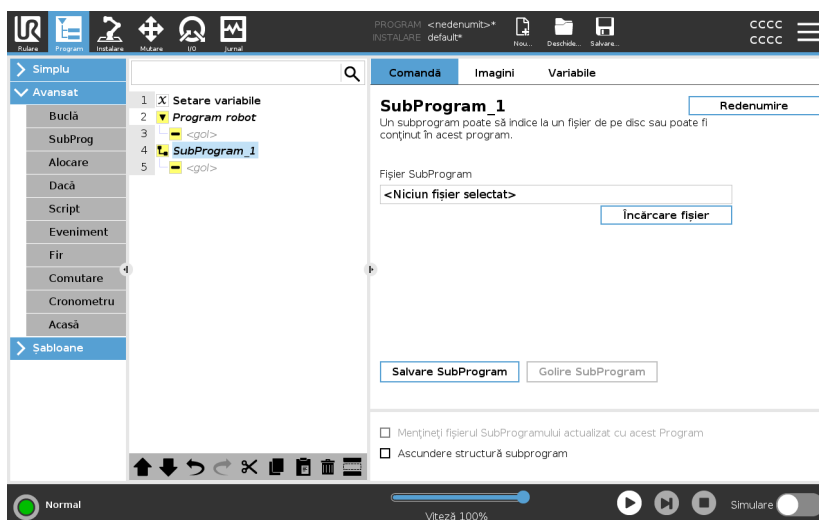 PROGRAM <nedenumit>*
INSTALARE default*
Rulare Program Instalare Mutare I/O Jurnal Nou... Deschide... Salvare...
CCCC
CCCC
Simplu
Avansat
Buclă
SubProg
Alocare
Dacă
Script
Eveniment
Fir
Comutare
Cronometru
Acasă
Șabloane
1 X Setare variabile
2 Program robot
3 <gol>
4 SubProgram_1
5 <gol>
Comandă Imagini Variabile
SubProgram_1
Redenumire
Un subprogram poate să indice la un fișier de pe disc sau poate fi
conținut în acest program.
Fișier SubProgram
<Niciun fișier selectat>
Încărcare fișier
Salvare SubProgram Golire SubProgram
Mențineți fișierul SubProgramului actualizat cu acest Program
Ascundere structură subprogram
Normal
Viteză 100%
Simulare